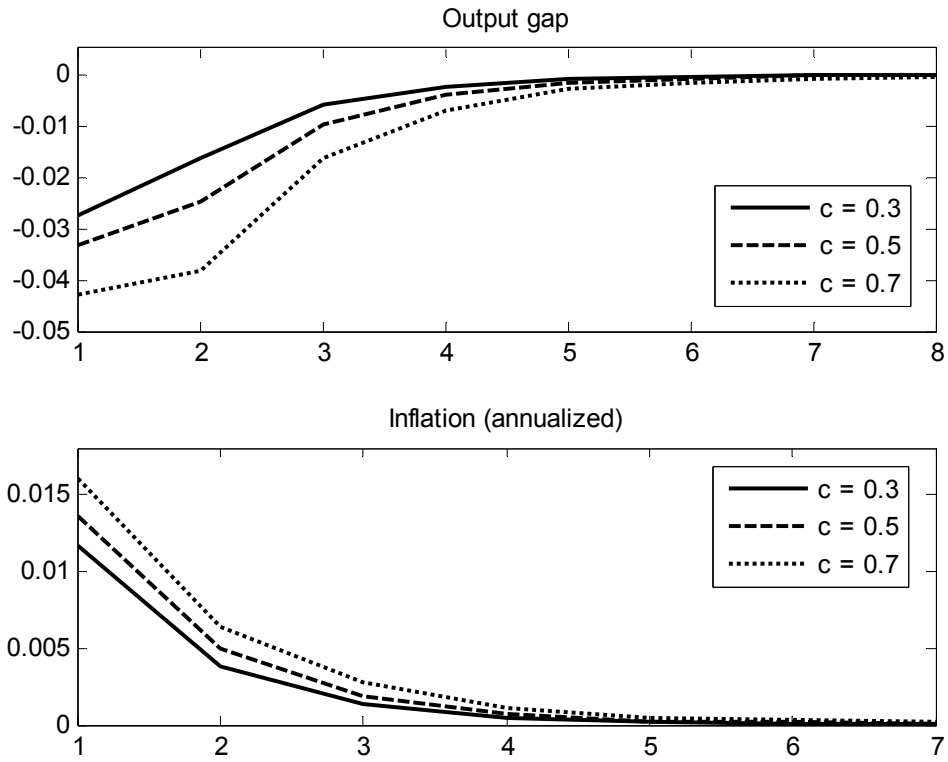 Output gap
0
-0.01
-0.02
-0.03
-0.04
-0.05
1 2 3 4 5 6 7 8
c = 0.3
c = 0.5
c = 0.7
Inflation (annualized)
0.015
0.01
0.005
0
1 2 3 4 5 6 7
c = 0.3
c = 0.5
c = 0.7